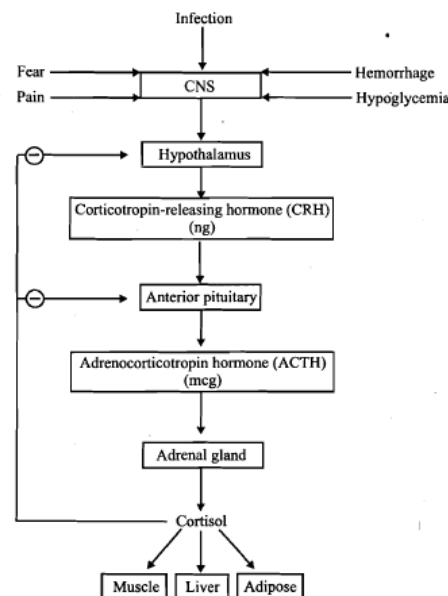 Infection
Fear
Hemorrhage
CNS
Pain
Hypoglycemia
Hypothalamus
Corticotropin-releasing hormone (CRH)
(ng)
Anterior pituitary
Adrenocorticotropin hormone (ACTH)
(mcg)
Adrenal gland
Cortisol
Muscle
Liver
Adipose